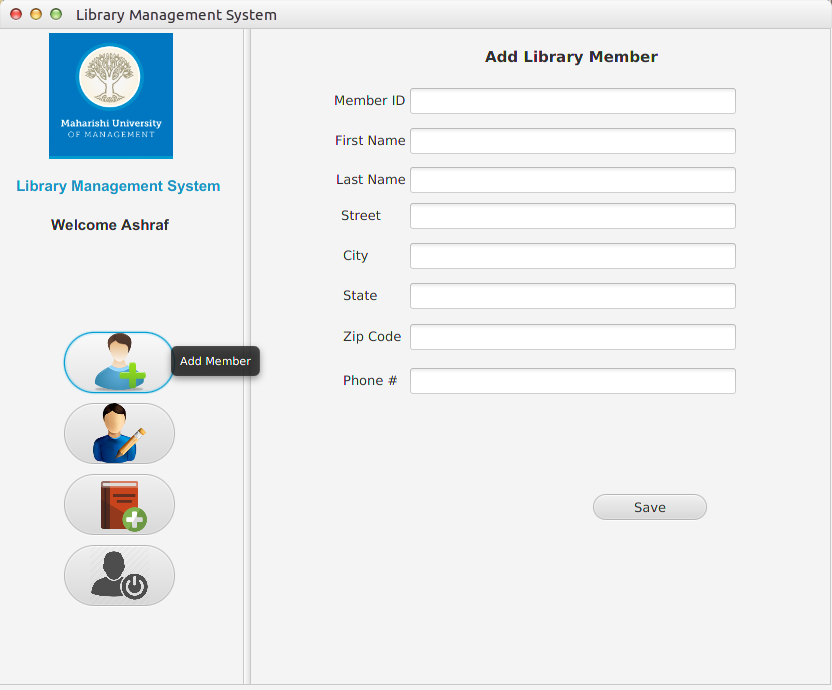 Library Management System
Maharishi University
OF MANAGEMENT
Library Management System
Welcome Ashraf
Add Member
Add Library Member
Member ID
First Name
Last Name
Street
City
State
Zip Code
Phone #
Save